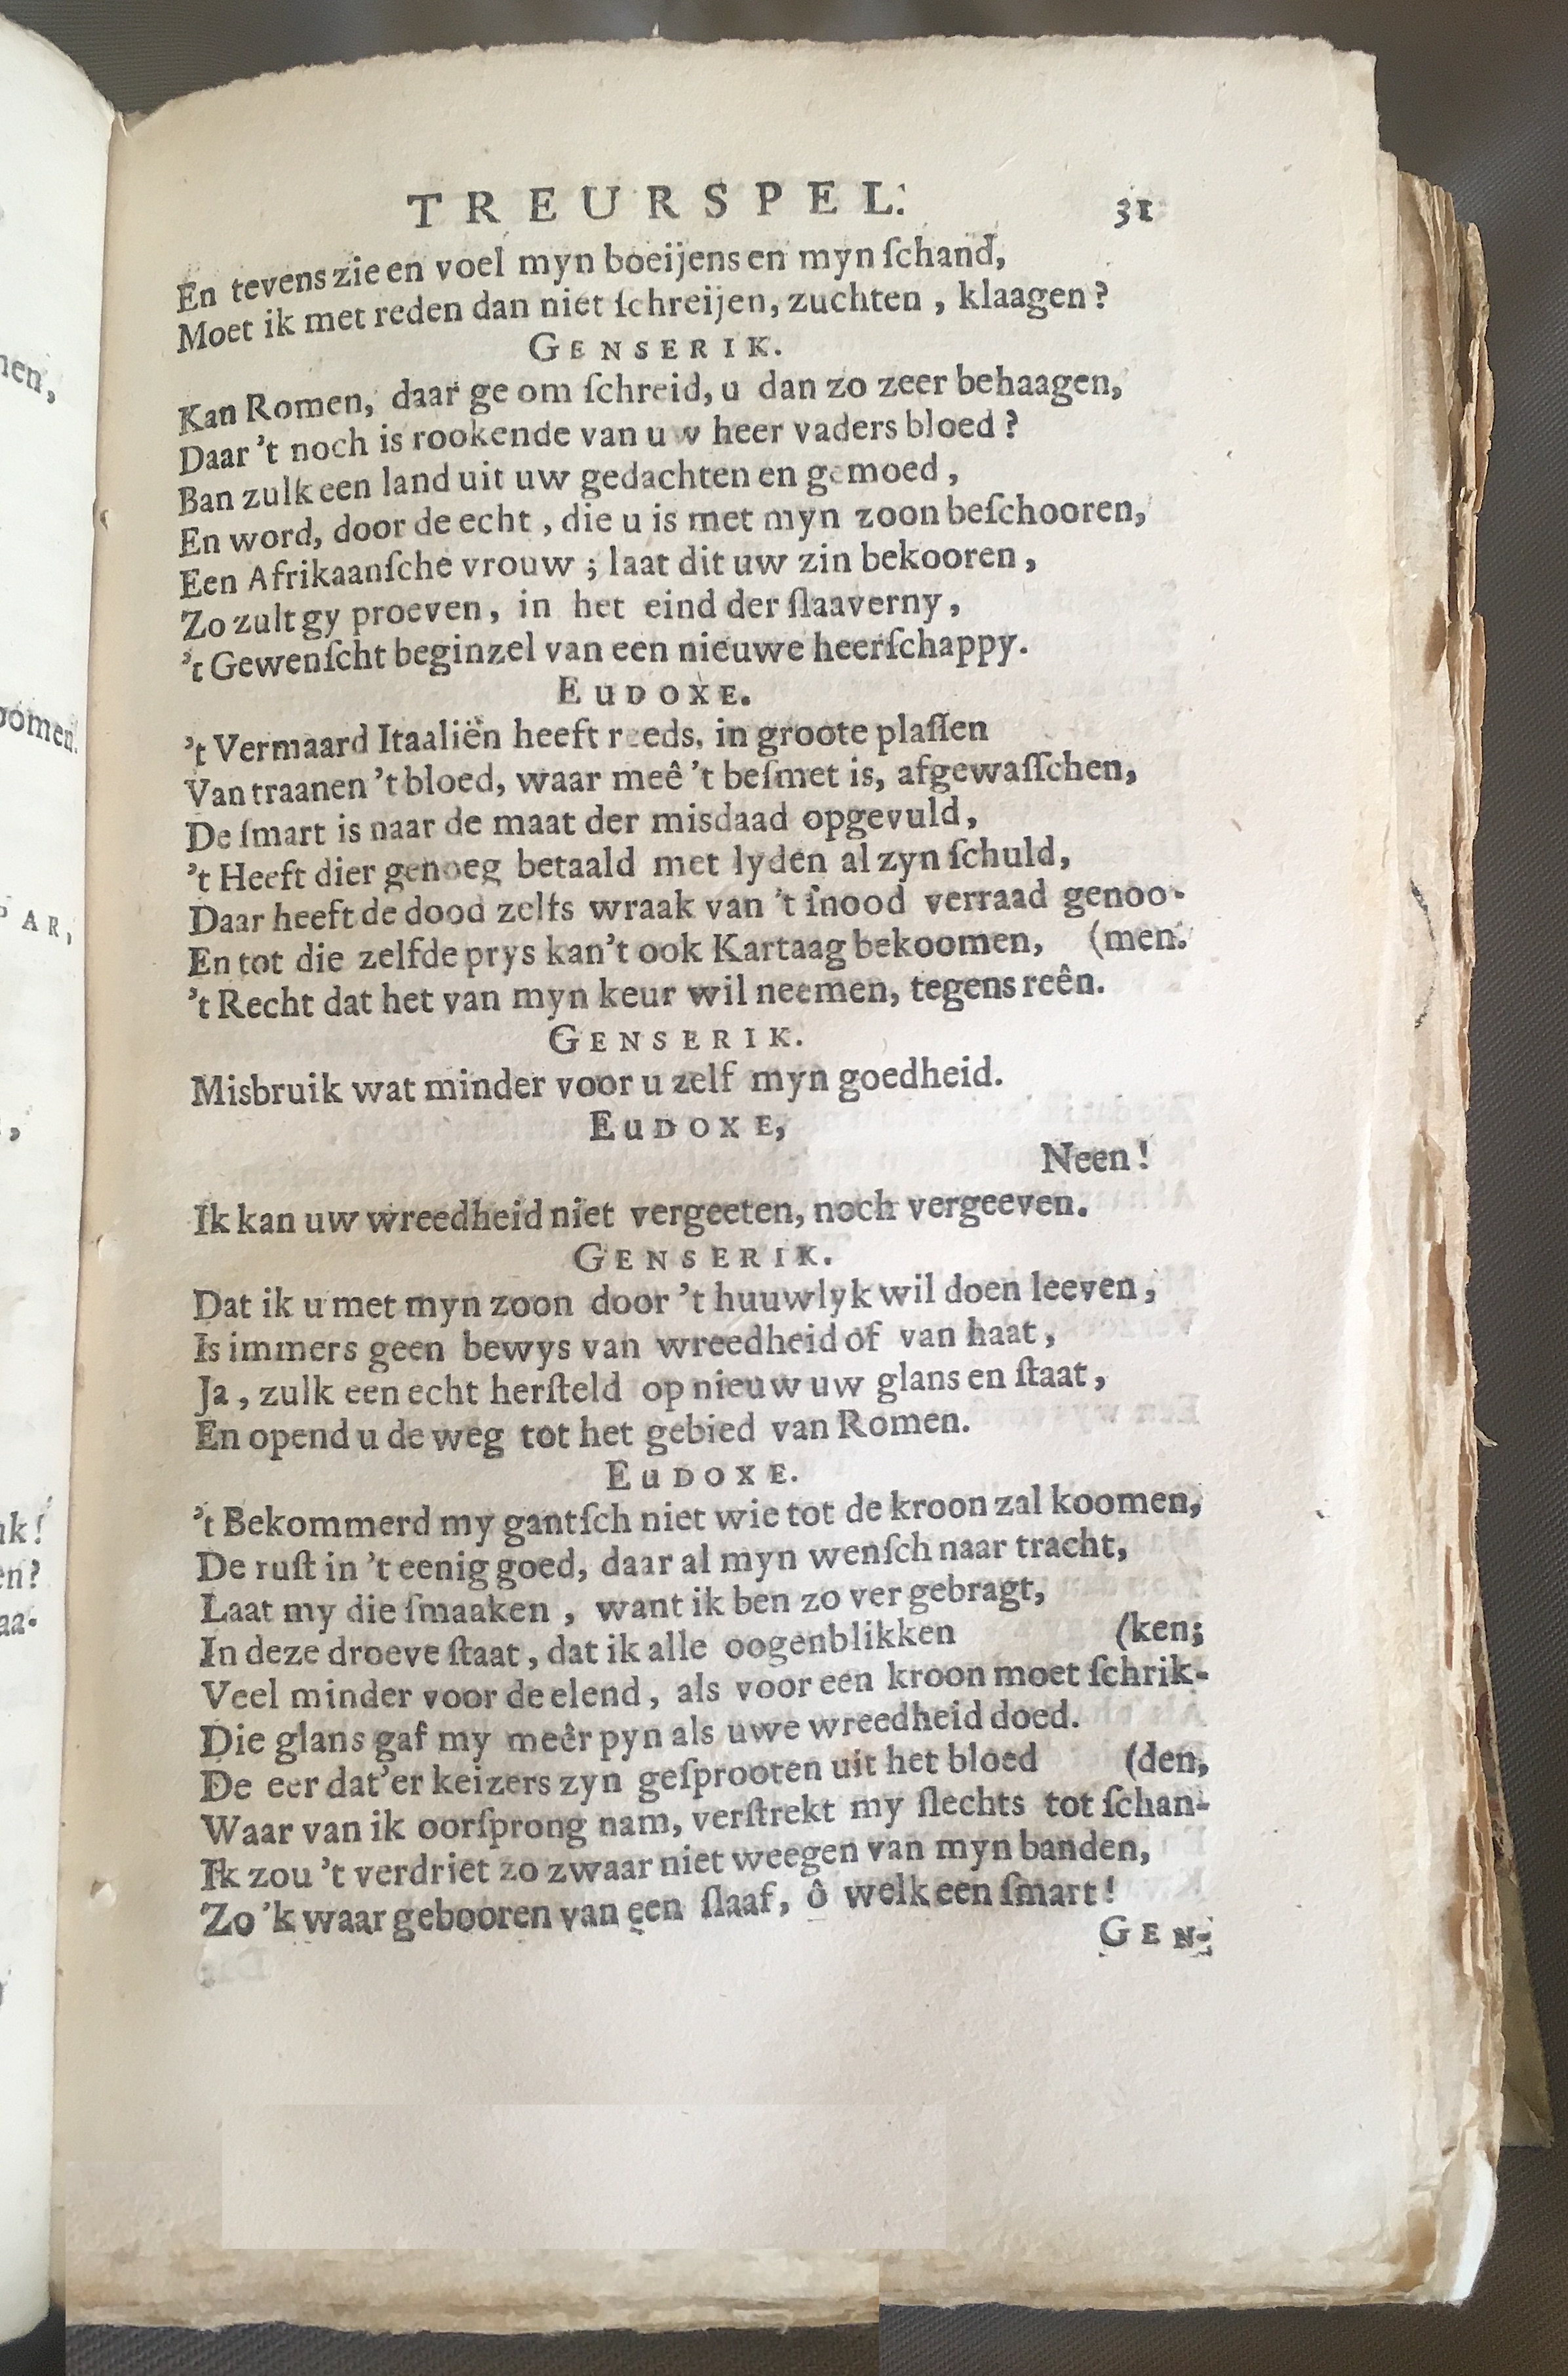 TREURSPEL. 31
En tevens zie en voel myn boeijens en myn ſchand,
Moet ik met reden dan niet ſchreijen, zuchten , klaagen?
GENSERIK.
Kan Romen, daar ge om ſchreid, u dan zo zeer behaagen,
Daar 't noch is rookende van uw heer vaders bloed?
Ban zulk een land uit uw gedachten en gemoed,
En word, door de echt, die u is met myn zoon beſchooren,
Een Afrikaanſche vrouw; laat dit uw zin bekooren,
Zo zult gy proeven, in het eind der ſlaaverny,
't Gewenſcht beginzel van een nieuwe heerſchappy.
EUDOXE.
't Vermaard Itaaliën heeft reeds, in groote plaſſen
Van traanen 't bloed, waar meê 't beſmet is, afgewaſſchen,
De ſmart is naar de maat der misdaad opgevuld,
't Heeft dier genoeg betaald met lyden al zyn ſchuld,
Daar heeft de dood zelfs wraak van 't ſnood verraad genoo-
En tot die zelfde prys kan 't ook Kartaag bekoomen, (men.
't Recht dat het van myn keur wil neemen, tegens reên.
GENSERIK.
Misbruik wat minder voor u zelf myn goedheid.
EUDOXE,
Neen!
Ik kan uw wreedheid niet vergeeten, noch vergeeven.
GENSERIK.
Dat ik u met myn zoon door 't huuwlyk wil doen leeven,
Is immers geen bewys van wreedheid of van haat,
Ja, zulk een echt herſteld op nieuw uw glans en ſtaat,
En opend u de weg tot het gebied van Romen.
EUDOXE.
't Bekommerd my gantſch niet wie tot de kroon zal koomen,
De ruſt in 't eenig goed, daar al myn wenſch naar tracht,
Laat my die ſmaaken, want ik ben zo ver gebragt,
In deze droeve ſtaat, dat ik alle oogenblikken (ken;
Veel minder voor de elend, als voor een kroon moet ſchrik-
Die glans gaf my meêr pyn als uwe wreedheid doed.
De eer dat'er keizers zyn geſprooten uit het bloed (den,
Waar van ik oorſprong nam, verſtrekt my ſlechts tot ſchan-
Ik zou 't verdriet zo zwaar niet weegen van myn banden,
Zo 'k waar gebooren van een ſlaaf, ô welk een ſmart!
GEN-
men,
oomen.
PAR,
,
nk!
en?
aa-